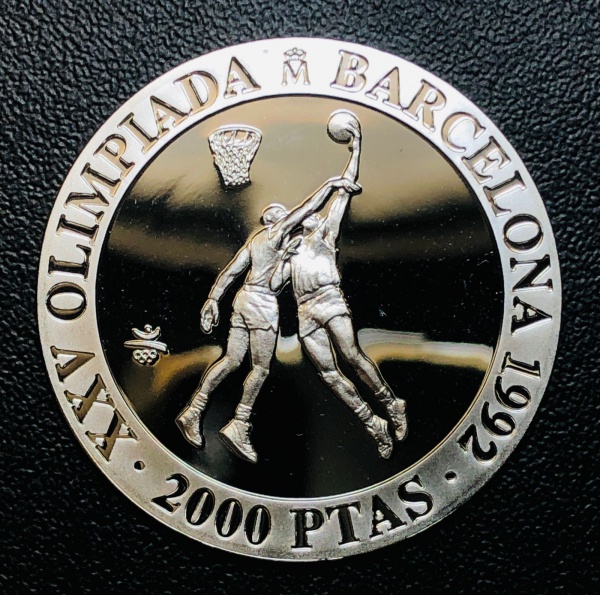 XXV OLIMPIADA M BARCELONA 1992 · 2000 PTAS ·